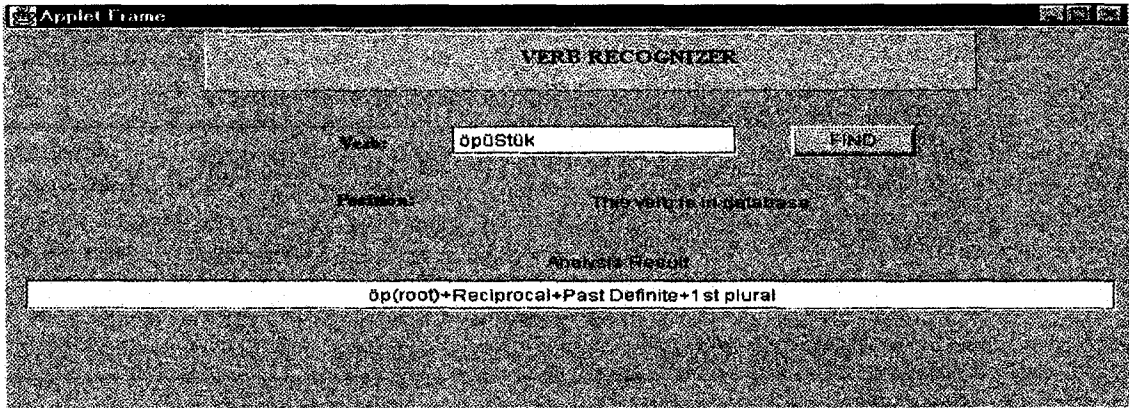 Applet Frame
VERB RECOGNIZER
Verb: öpüStük FIND
Position: This verb is in database
Analysis Result
öp(root)+Reciprocal+Past Definite+1st plural